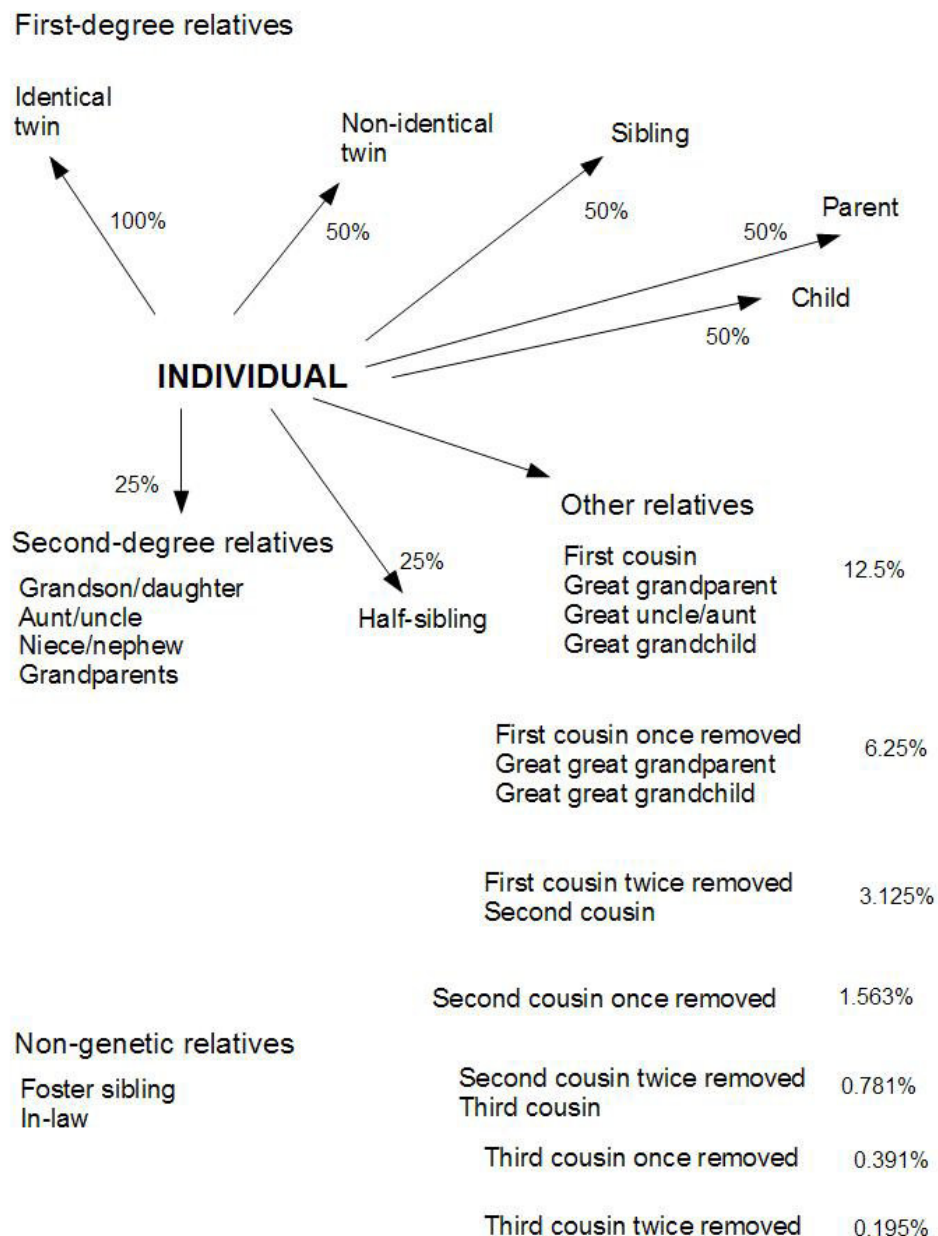 First-degree relatives
Identical
twin
Non-identical
twin
Sibling
Parent
Child
100%
50%
50%
50%
50%
INDIVIDUAL
25%
Second-degree relatives
Grandson/daughter
Aunt/uncle
Niece/nephew
Grandparents
25%
Half-sibling
Other relatives
First cousin
Great grandparent
Great uncle/aunt
Great grandchild
12.5%
First cousin once removed
Great great grandparent
Great great grandchild
6.25%
First cousin twice removed
Second cousin
3.125%
Second cousin once removed
1.563%
Non-genetic relatives
Foster sibling
In-law
Second cousin twice removed
Third cousin
0.781%
Third cousin once removed
0.391%
Third cousin twice removed
0.195%